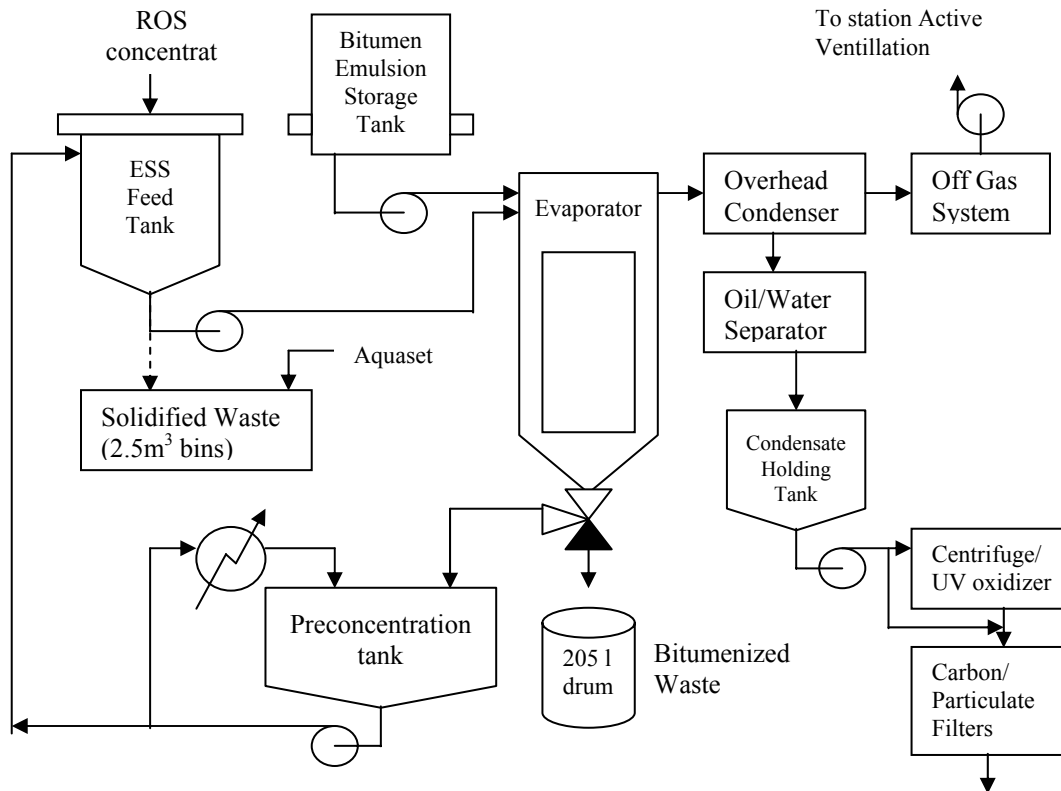 ROS
concentrat
Bitumen
Emulsion
Storage
Tank
To station Active
Ventillation
ESS
Feed
Tank
Evaporator
Overhead
Condenser
Off Gas
System
Oil/Water
Separator
Aquaset
Solidified Waste
(2.5m³ bins)
Condensate
Holding
Tank
Centrifuge/
UV oxidizer
Preconcentration
tank
205 l
drum
Bitumenized
Waste
Carbon/
Particulate
Filters